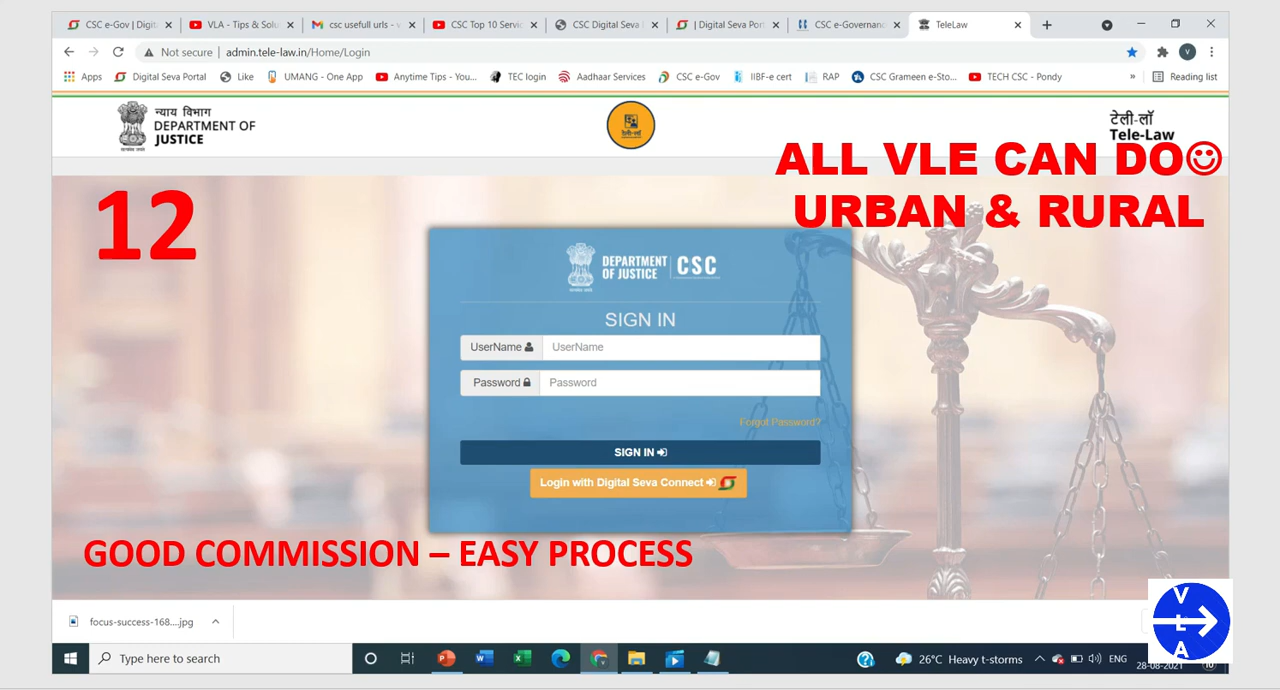 CSC e-Gov | Digit
VLA - Tips & Solu
csc usefull urls - v
CSC Top 10 Servic
CSC Digital Seva
| Digital Seva Por
CSC e-Governanc
TeleLaw
Not secure | admin.tele-law.in/Home/Login
V
Apps
Digital Seva Portal
Like
UMANG - One App
Anytime Tips - You...
TEC login
Aadhaar Services
CSC e-Gov
IIBF-e cert
RAP
CSC Grameen e-Sto...
TECH CSC - Pondy
»
Reading list
न्याय विभाग
DEPARTMENT OF
JUSTICE
टेली-लॉ
टेली-लॉ
Tele-Law
ALL VLE CAN DO☺
URBAN & RURAL
12
DEPARTMENT
OF JUSTICE
CSC
SIGN IN
UserName
UserName
Password
Password
Forgot Password?
SIGN IN
Login with Digital Seva Connect
GOOD COMMISSION – EASY PROCESS
focus-success-168....jpg
V
L
A
Type here to search
26°C Heavy t-storms
ENG
28-08-2021
10